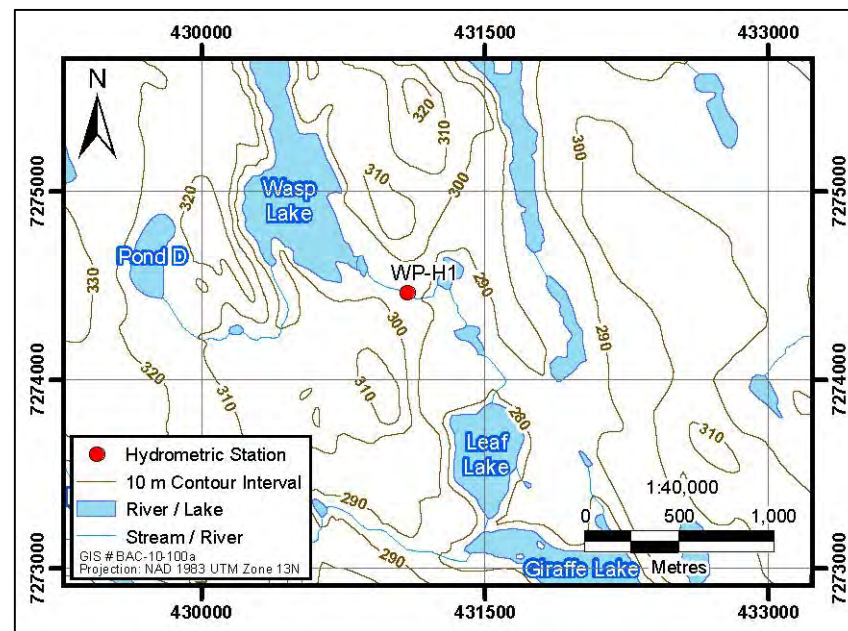 430000
431500
433000
N
320
310
300
7275000
7275000
310
320
Wasp
Lake
300
Pond D
WP-H1
330
290
300
290
7274000
7274000
320
310
310
280
310
Leaf
Lake
Hydrometric Station
10 m Contour Interval
River / Lake
Stream / River
GIS # BAC-10-100a
Projection: NAD 1983 UTM Zone 13N
290
290
1:40,000
0 500 1,000
Metres
Giraffe Lake
7273000
7273000
430000
431500
433000